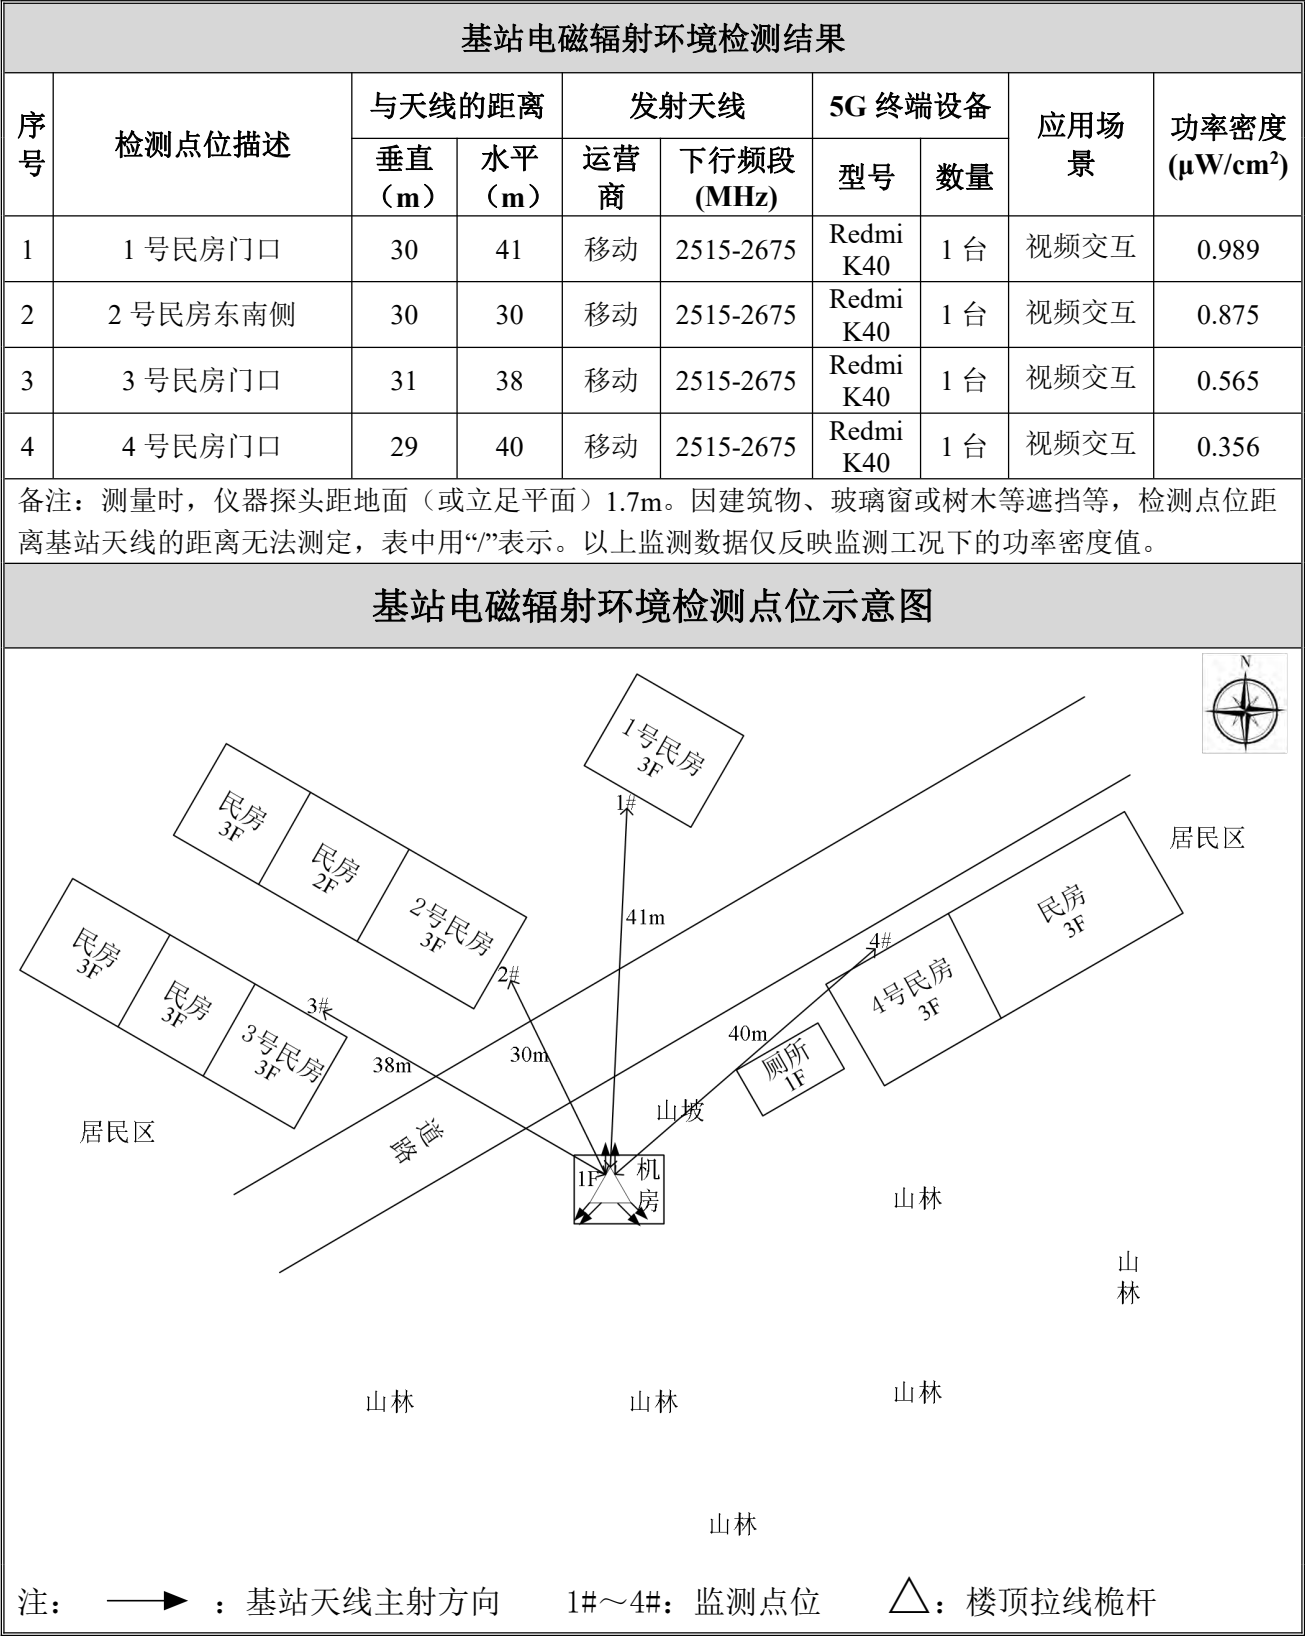 基站电磁辐射环境检测结果
序号 检测点位描述 与天线的距离 发射天线 5G 终端设备 应用场景 功率密度(μW/cm²)
垂直（m） 水平（m） 运营商 下行频段(MHz) 型号 数量
1 1 号民房门口 30 41 移动 2515-2675 Redmi K40 1 台 视频交互 0.989
2 2 号民房东南侧 30 30 移动 2515-2675 Redmi K40 1 台 视频交互 0.875
3 3 号民房门口 31 38 移动 2515-2675 Redmi K40 1 台 视频交互 0.565
4 4 号民房门口 29 40 移动 2515-2675 Redmi K40 1 台 视频交互 0.356
备注：测量时，仪器探头距地面（或立足平面）1.7m。因建筑物、玻璃窗或树木等遮挡等，检测点位距
离基站天线的距离无法测定，表中用“/”表示。以上监测数据仅反映监测工况下的功率密度值。
基站电磁辐射环境检测点位示意图
N
1号民房
3F
1#
民房
3F
民房
2F
2号民房
3F
2#
居民区
民房
3F
41m
4#
4号民房
3F
民房
3F
民房
3F
3号民房
3F
3#
38m
30m
40m
厕所
1F
居民区
道路
山坡
1F
机房
山林
山林
山林
山林
山林
山林
注： ：基站天线主射方向 1#～4#：监测点位 ：楼顶拉线桅杆